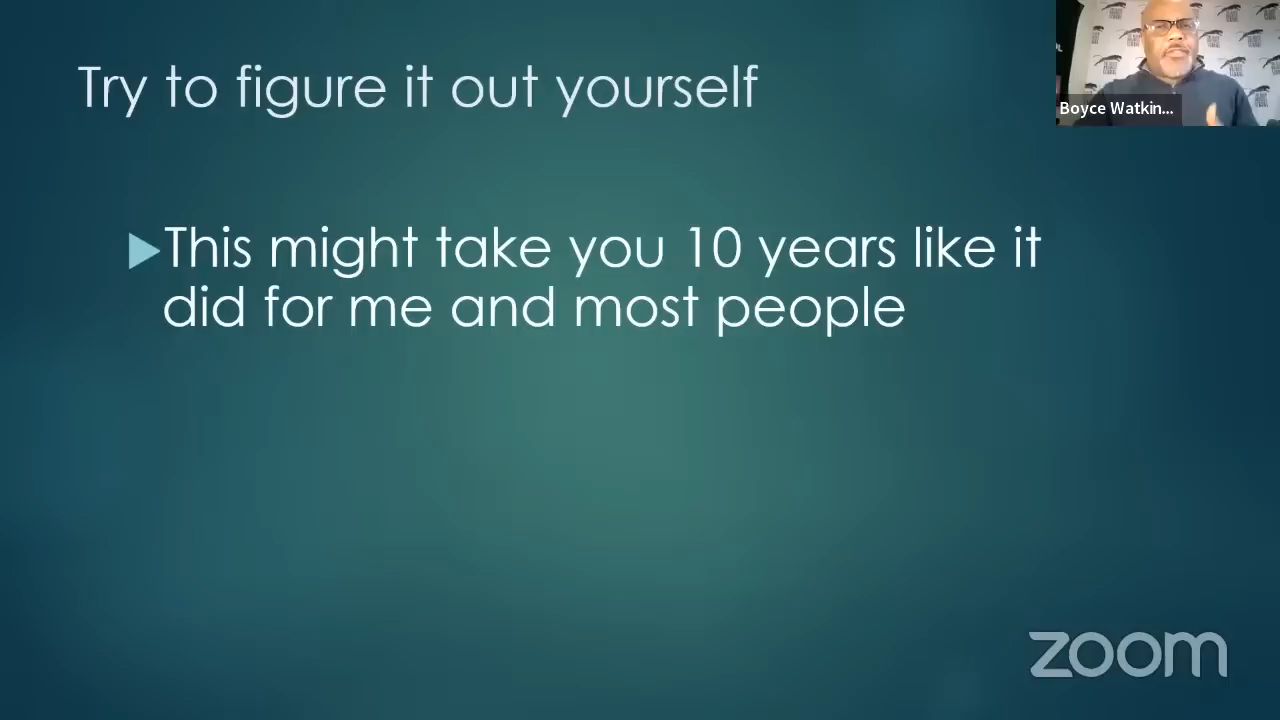 Try to figure it out yourself
Boyce Watkin...
This might take you 10 years like it
did for me and most people
zoom